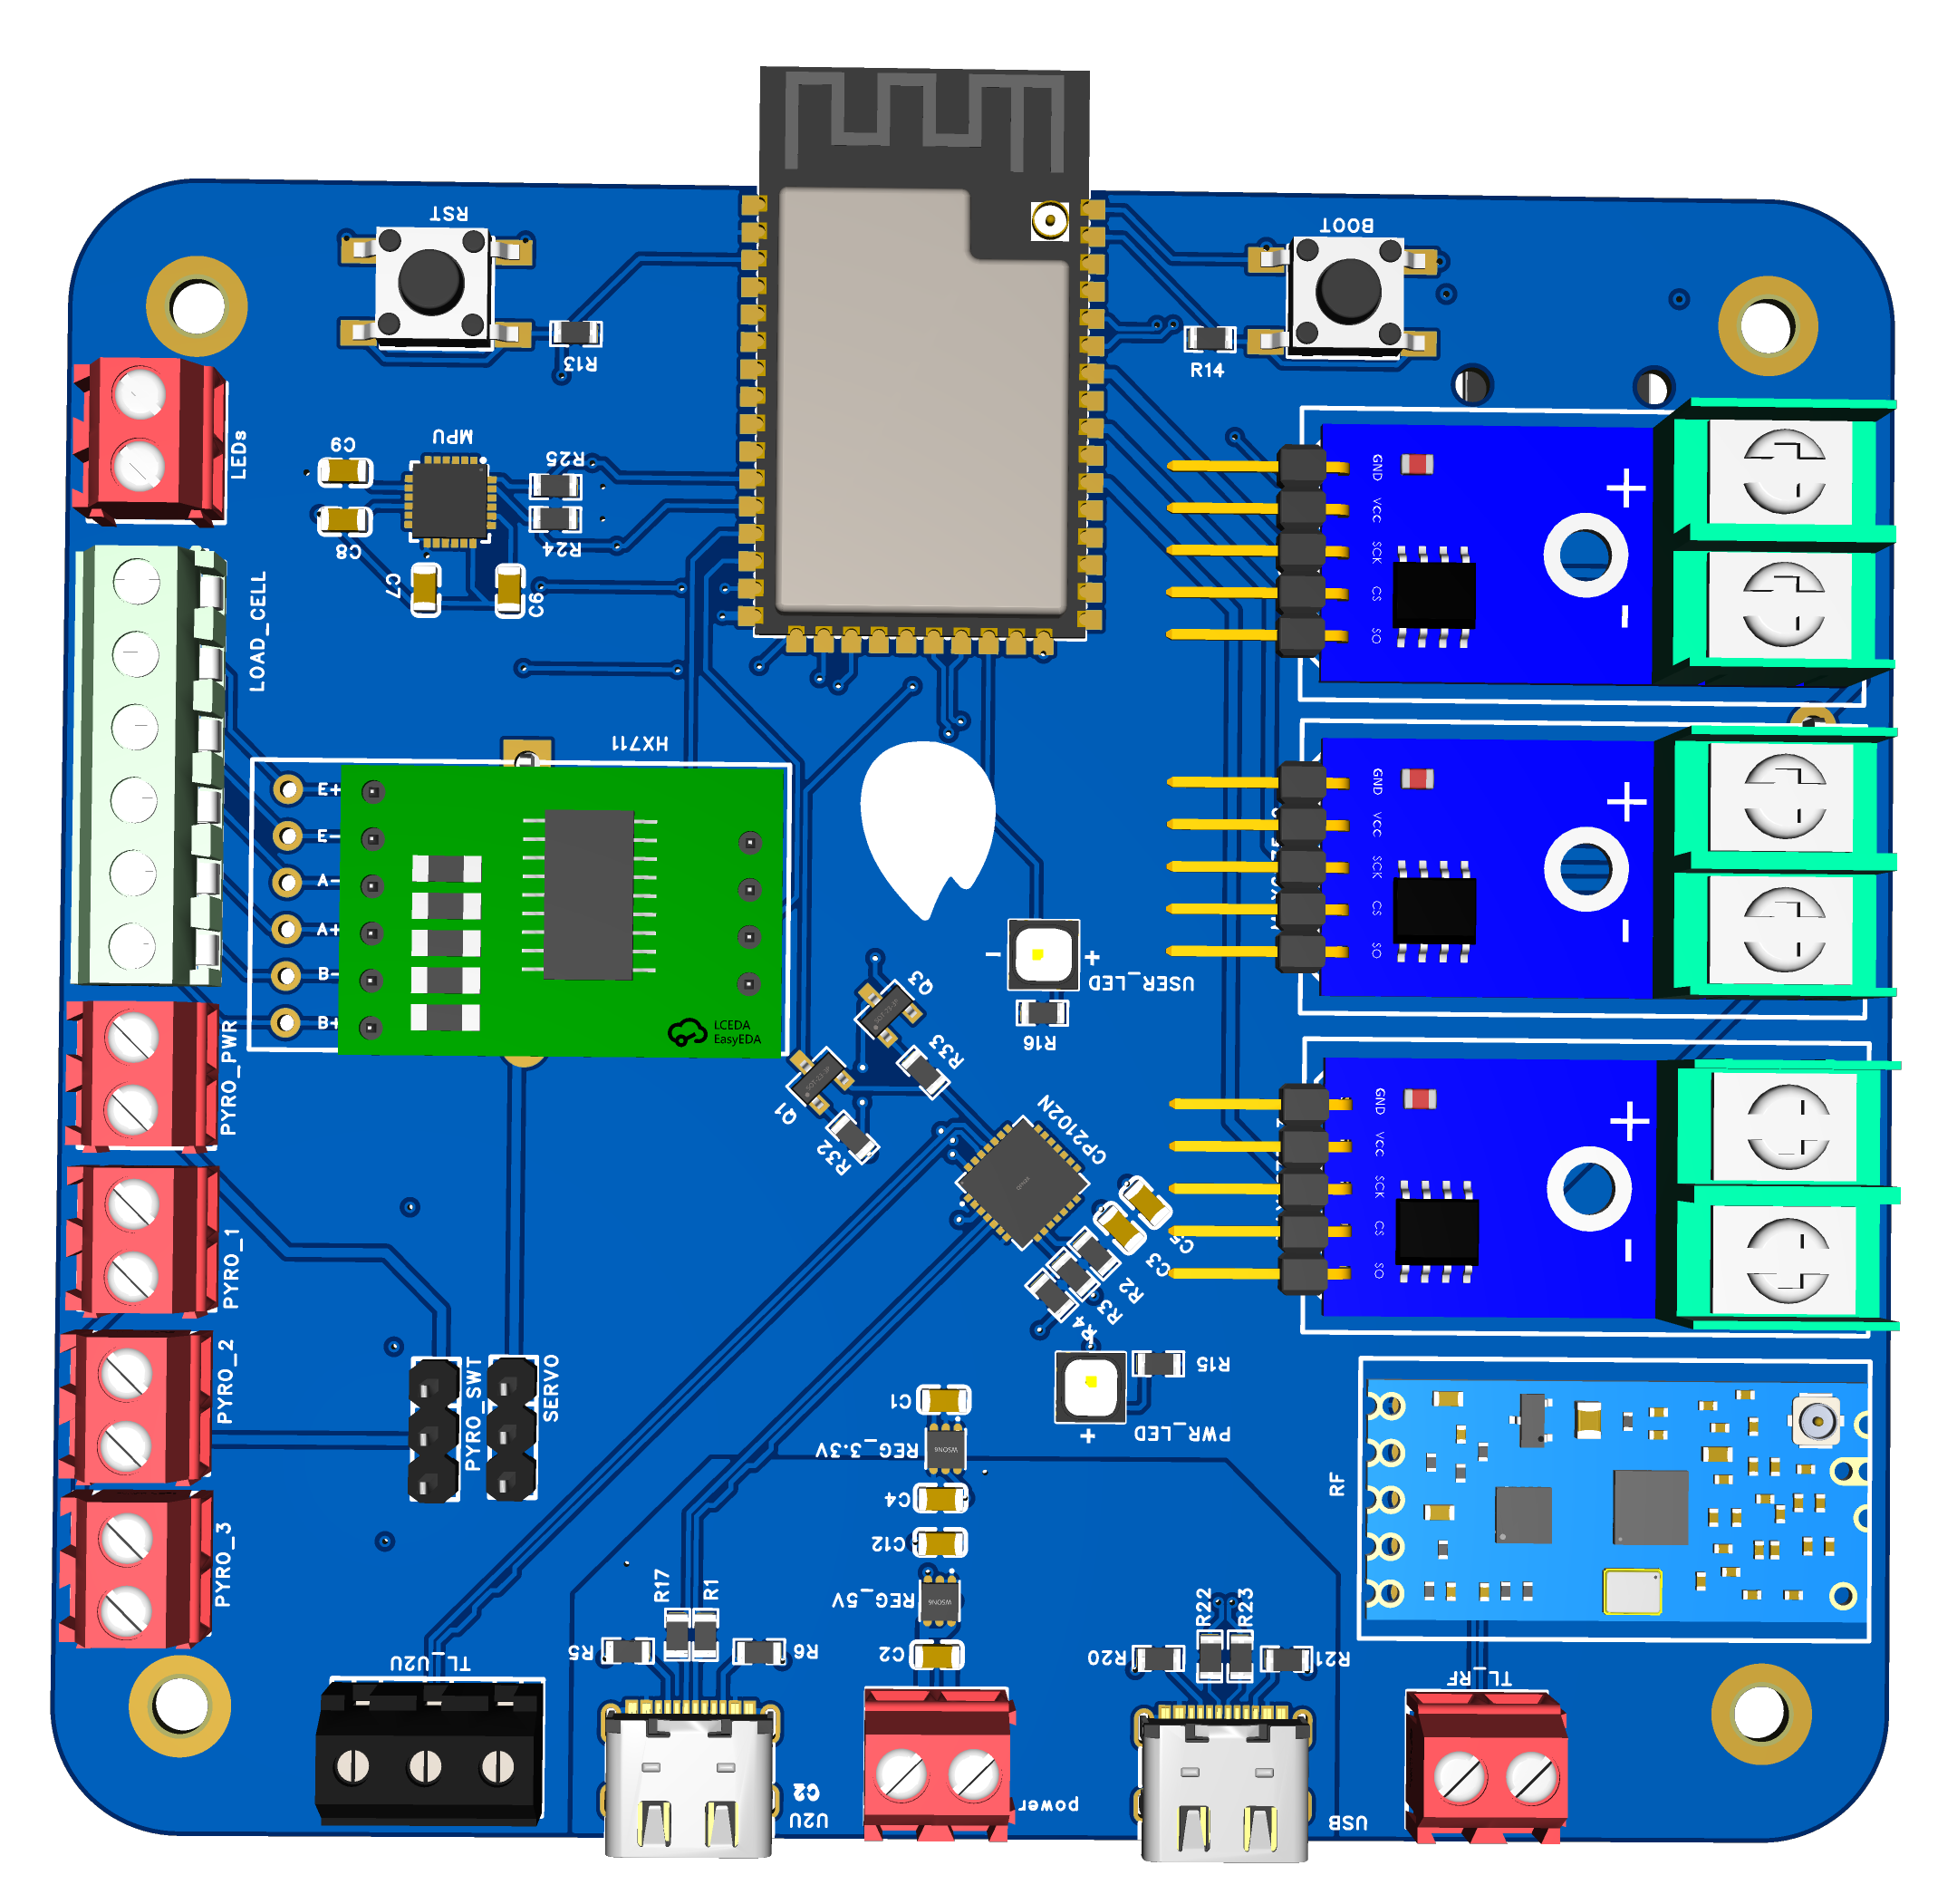 RST
BOOT
R13
R14
LEDs
C9
MPU
R25
C8
R24
C7
C6
LOAD_CELL
GND
VCC
SCK
CS
SO
+
-
HX711
E+
E-
A-
A+
B-
B+
LCEDA
EasyEDA
GND
VCC
SCK
CS
SO
+
-
- +
USER_LED
R16
Q3
R33
Q1
R32
CP2102N
PYRO_PWR
PYRO_1
PYRO_2
PYRO_3
PYRO_SWT
SERVO
GND
VCC
SCK
CS
SO
+
-
C5
C3
R2
R3
R4
R15
+
PWR_LED
C1
REG_3.3V
WSON6
C4
C12
REG_5V
WSON6
C2
RF
R17
R1
R5
R6
R22
R23
R20
R21
TL_U2U
TL_RF
U2U
power
USB